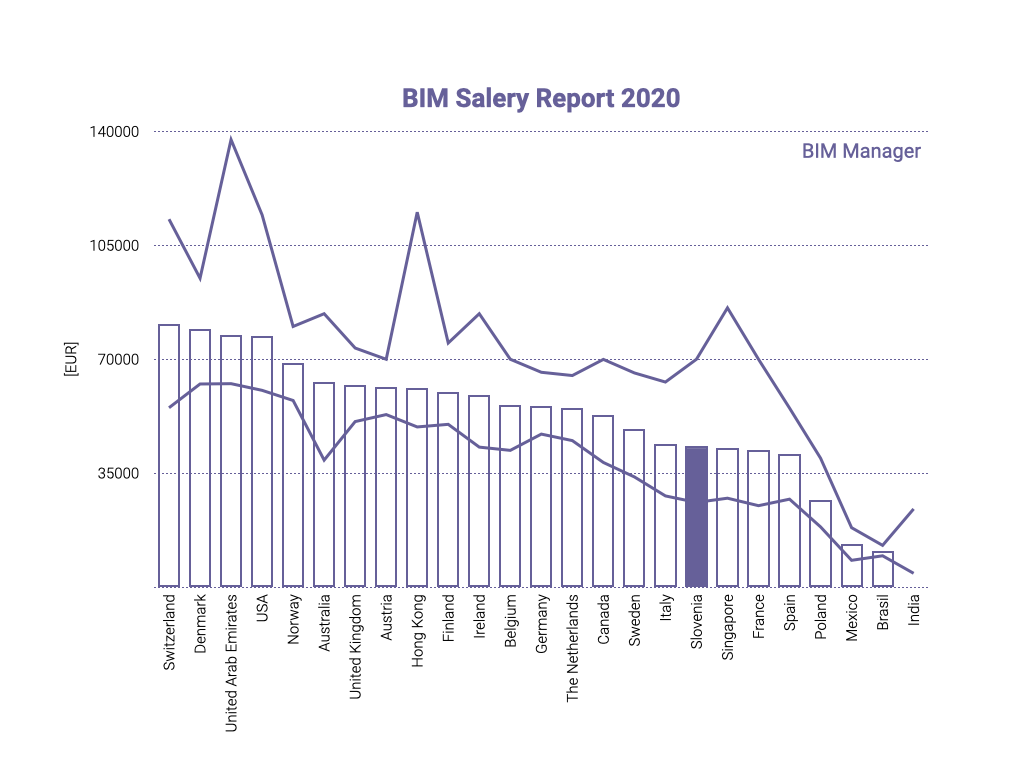 BIM Salery Report 2020
BIM Manager
140000
105000
70000
35000
[EUR]
Switzerland
Denmark
United Arab Emirates
USA
Norway
Australia
United Kingdom
Austria
Hong Kong
Finland
Ireland
Belgium
Germany
The Netherlands
Canada
Sweden
Italy
Slovenia
Singapore
France
Spain
Poland
Mexico
Brasil
India